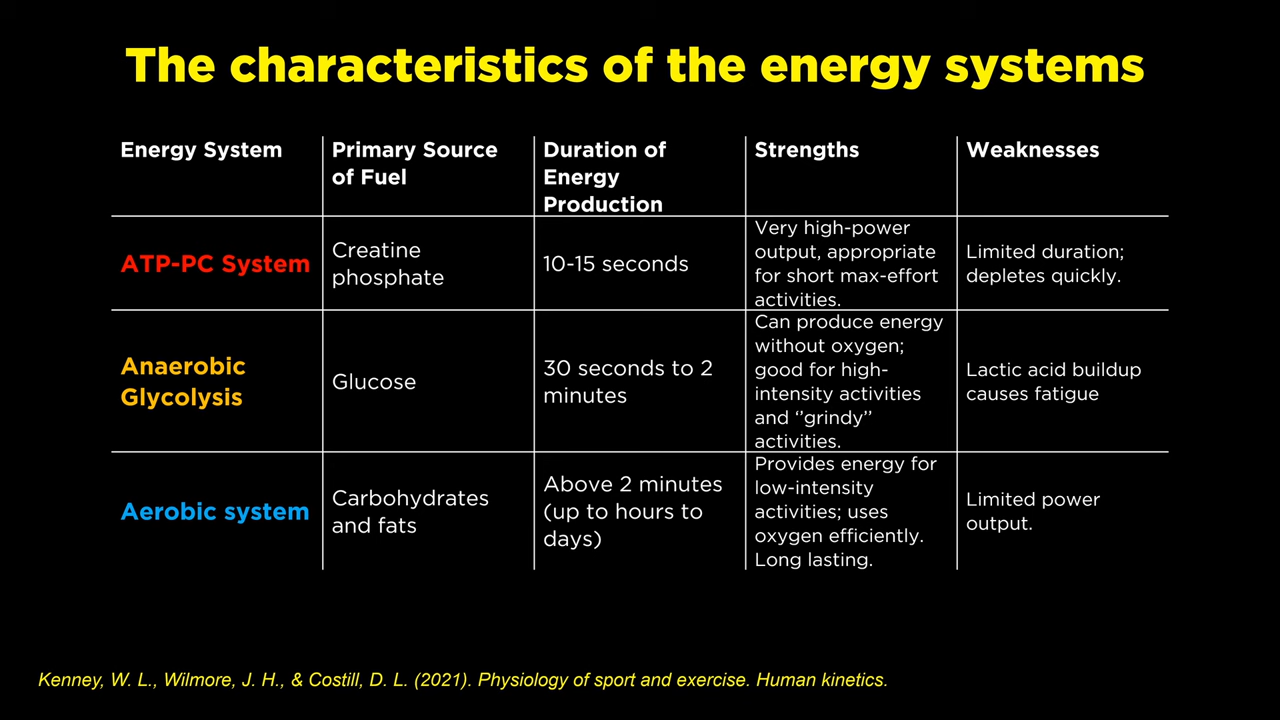 The characteristics of the energy systems
Energy System
Primary Source
of Fuel
Duration of
Energy
Production
Strengths
Weaknesses
ATP-PC System
Creatine
phosphate
10-15 seconds
Very high-power
output, appropriate
for short max-effort
activities.
Limited duration;
depletes quickly.
Anaerobic
Glycolysis
Glucose
30 seconds to 2
minutes
Can produce energy
without oxygen;
good for high-
intensity activities
and ‘’grindy’’
activities.
Lactic acid buildup
causes fatigue
Aerobic system
Carbohydrates
and fats
Above 2 minutes
(up to hours to
days)
Provides energy for
low-intensity
activities; uses
oxygen efficiently.
Long lasting.
Limited power
output.
Kenney, W. L., Wilmore, J. H., & Costill, D. L. (2021). Physiology of sport and exercise. Human kinetics.